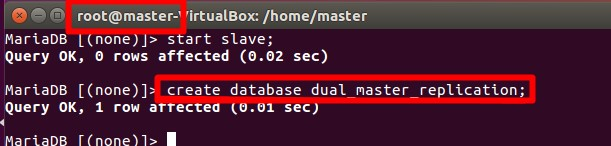 root@master-VirtualBox: /home/master
MariaDB [(none)]> start slave;
Query OK, 0 rows affected (0.02 sec)
MariaDB [(none)]> create database dual_master_replication;
Query OK, 1 row affected (0.01 sec)
MariaDB [(none)]>